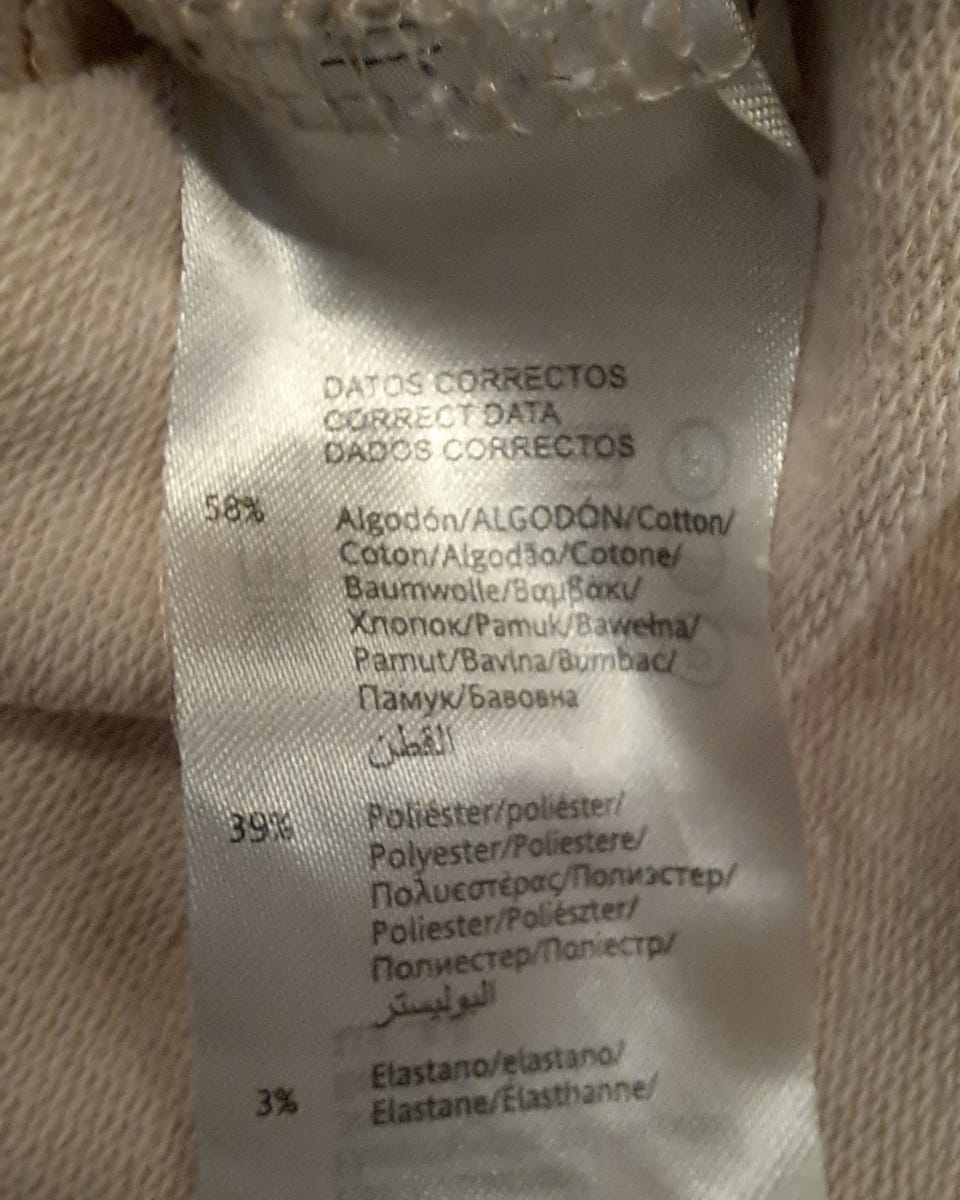 DATOS CORRECTOS
CORRECT DATA
DADOS CORRECTOS
58% Algodón/ALGODÓN/Cotton/
Coton/Algodão/Cotone/
Baumwolle/Βαμβάκι/
Хлопок/Pamuk/Bawełna/
Pamut/Bavlna/Bumbac/
Памук/Бавовна
القطن
39% Poliéster/poliéster/
Polyester/Poliestere/
Πολυεστέρας/Полиэстер/
Poliester/Poliészter/
Полиестер/Поліестр/
البوليستر
3% Elastano/elastano/
Elastane/Élasthanne/